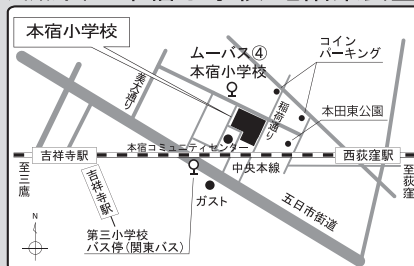 本宿小学校
ムーバス④
本宿小学校
コイン
パーキング
美大通り
稲荷通り
本田東公園
本宿コミュニティセンター
吉祥寺駅
西荻窪駅
至三鷹
至荻窪
中央本線
吉祥寺駅
ガスト
五日市街道
第三小学校
バス停(関東バス)
N